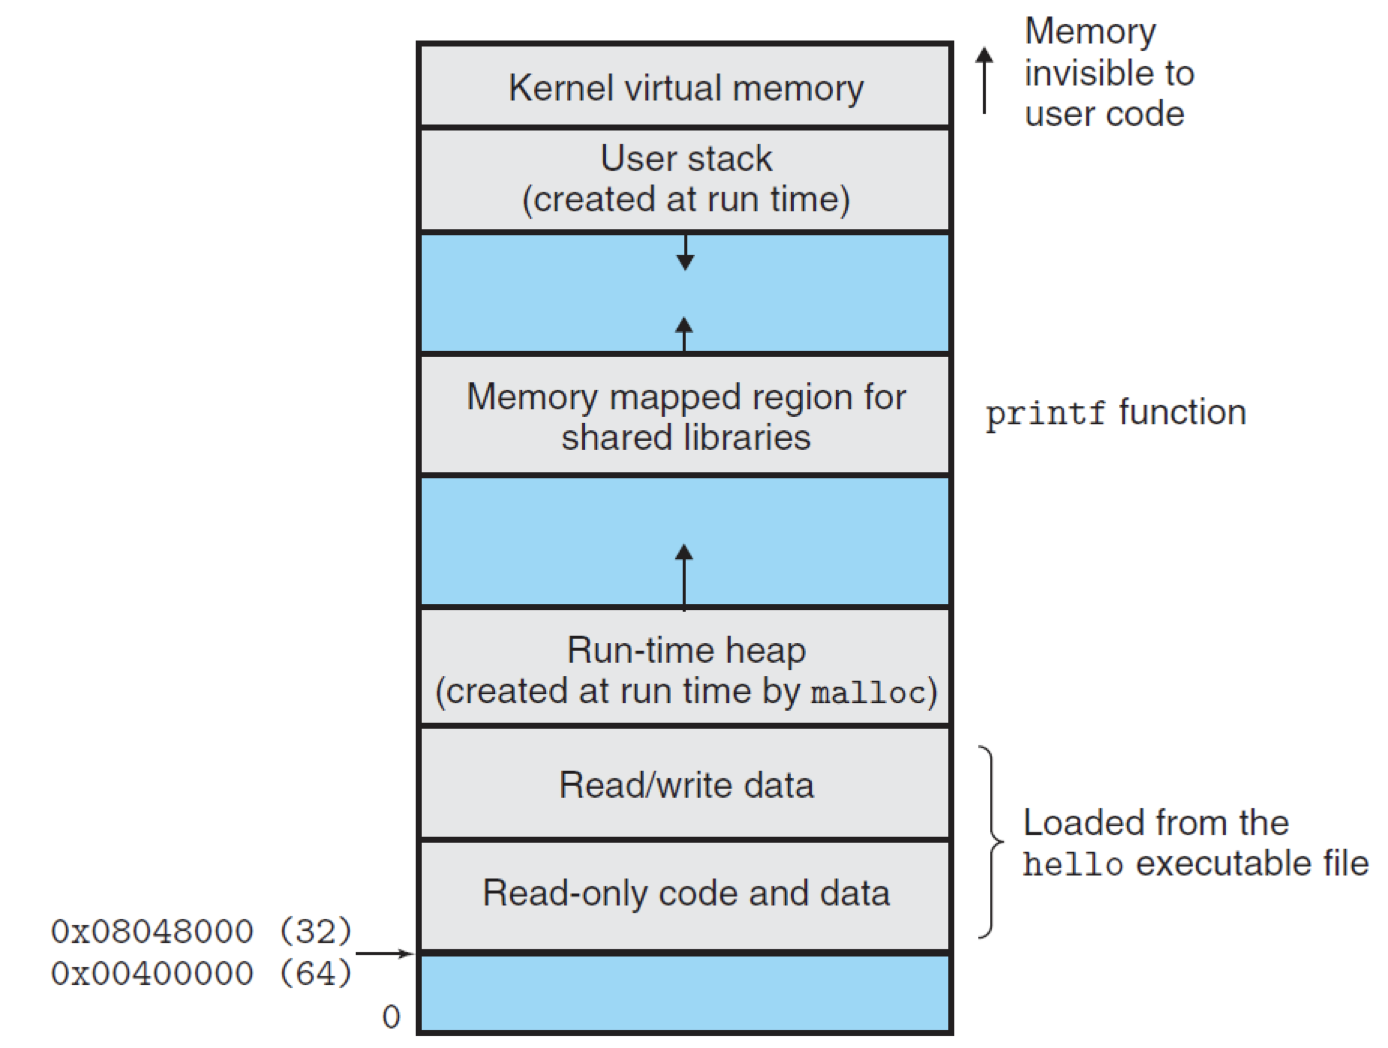 Memory
invisible to
user code
Kernel virtual memory
User stack
(created at run time)
Memory mapped region for
shared libraries
printf function
Run-time heap
(created at run time by malloc)
Read/write data
Loaded from the
hello executable file
Read-only code and data
0x08048000 (32)
0x00400000 (64)
0